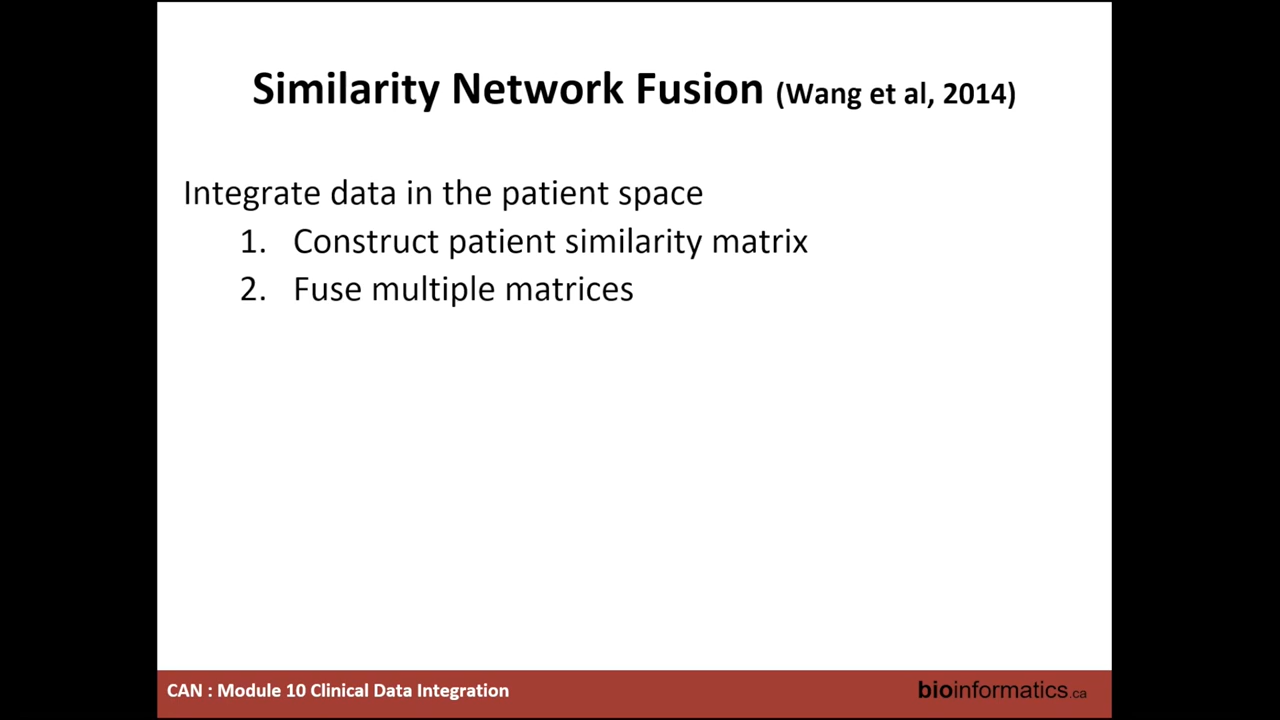 Similarity Network Fusion (Wang et al, 2014)
Integrate data in the patient space
1. Construct patient similarity matrix
2. Fuse multiple matrices
CAN : Module 10 Clinical Data Integration
bioinformatics.ca